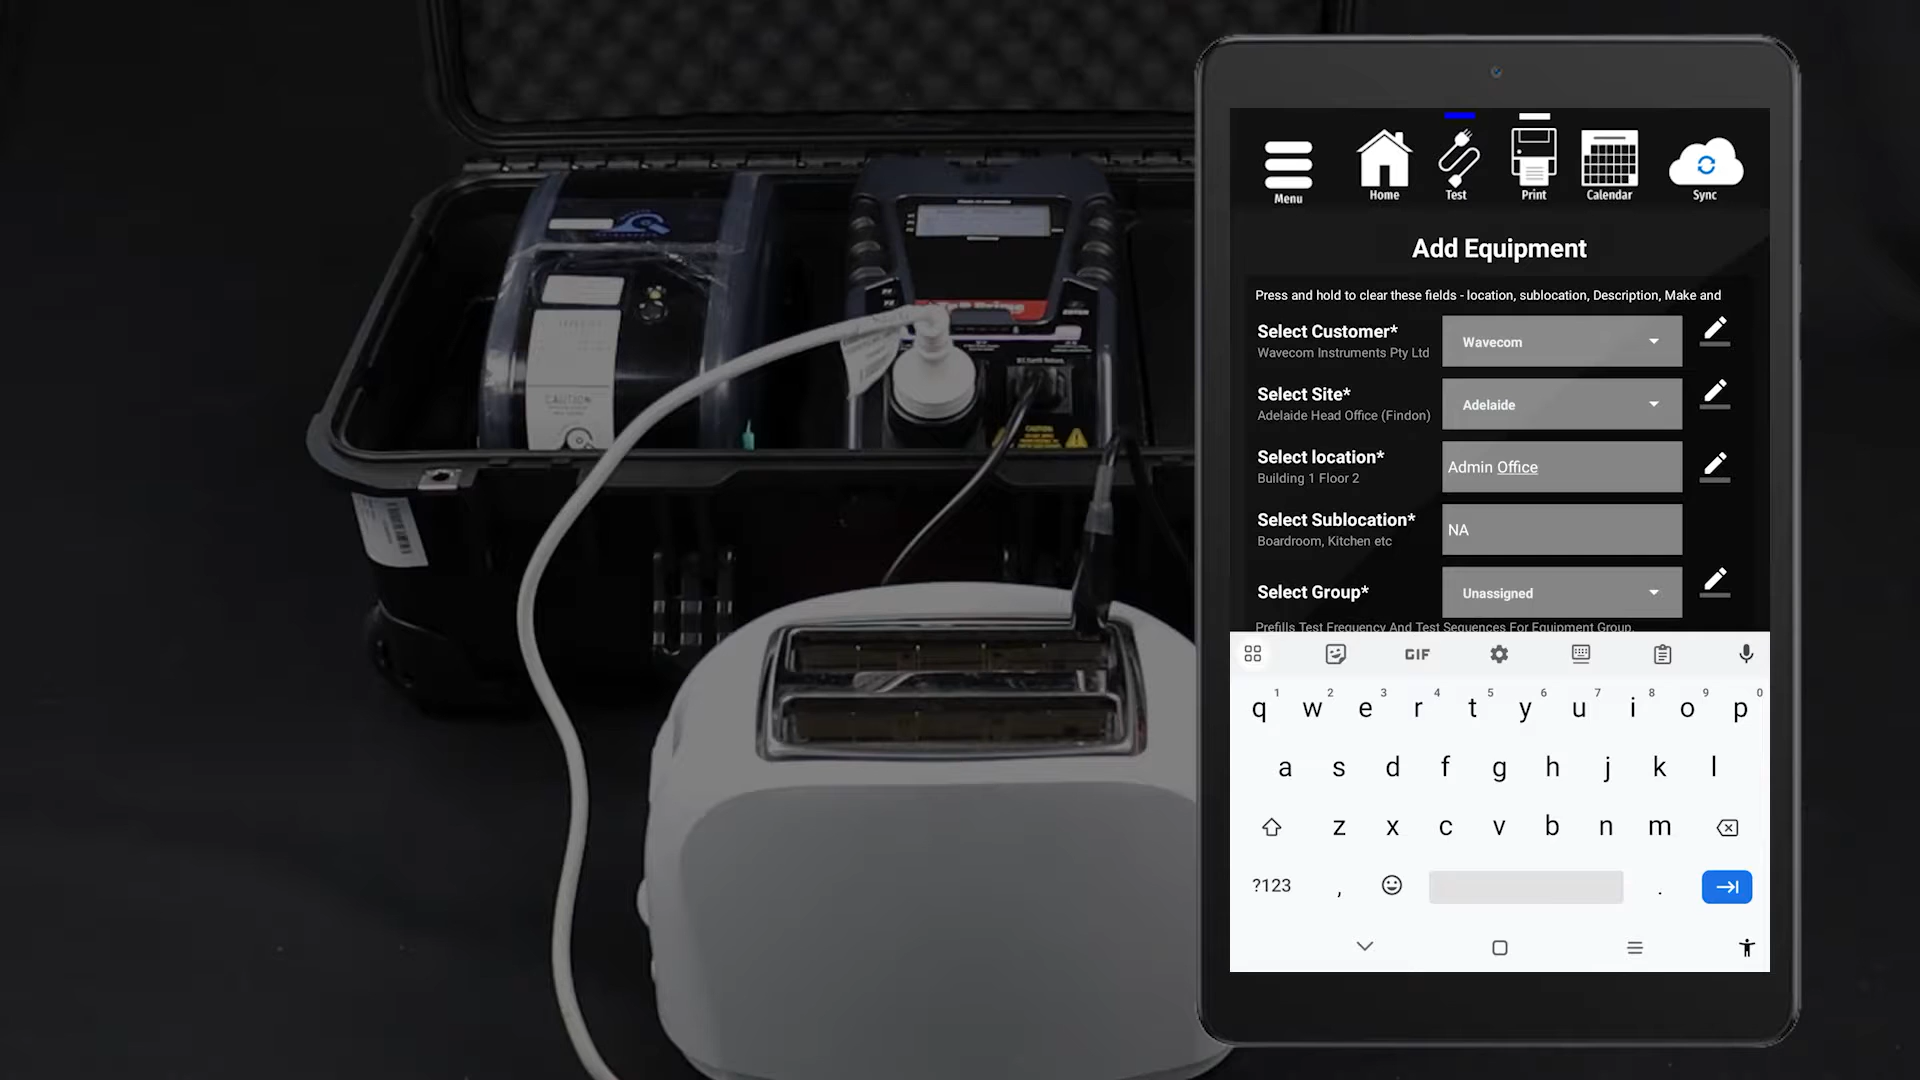 Menu
Home
Test
Print
Calendar
Sync
Add Equipment
Press and hold to clear these fields - location, sublocation, Description, Make and
Select Customer*
Wavecom Instruments Pty Ltd
Wavecom
Select Site*
Adelaide Head Office (Findon)
Adelaide
Select location*
Building 1 Floor 2
Admin Office
Select Sublocation*
Boardroom, Kitchen etc
NA
Select Group*
Unassigned
Prefills Test Frequency And Test Sequences For Equipment Group.
GIF
1 2 3 4 5 6 7 8 9 0
q w e r t y u i o p
a s d f g h j k l
z x c v b n m
?123 , .
CAUTION
CAUTION